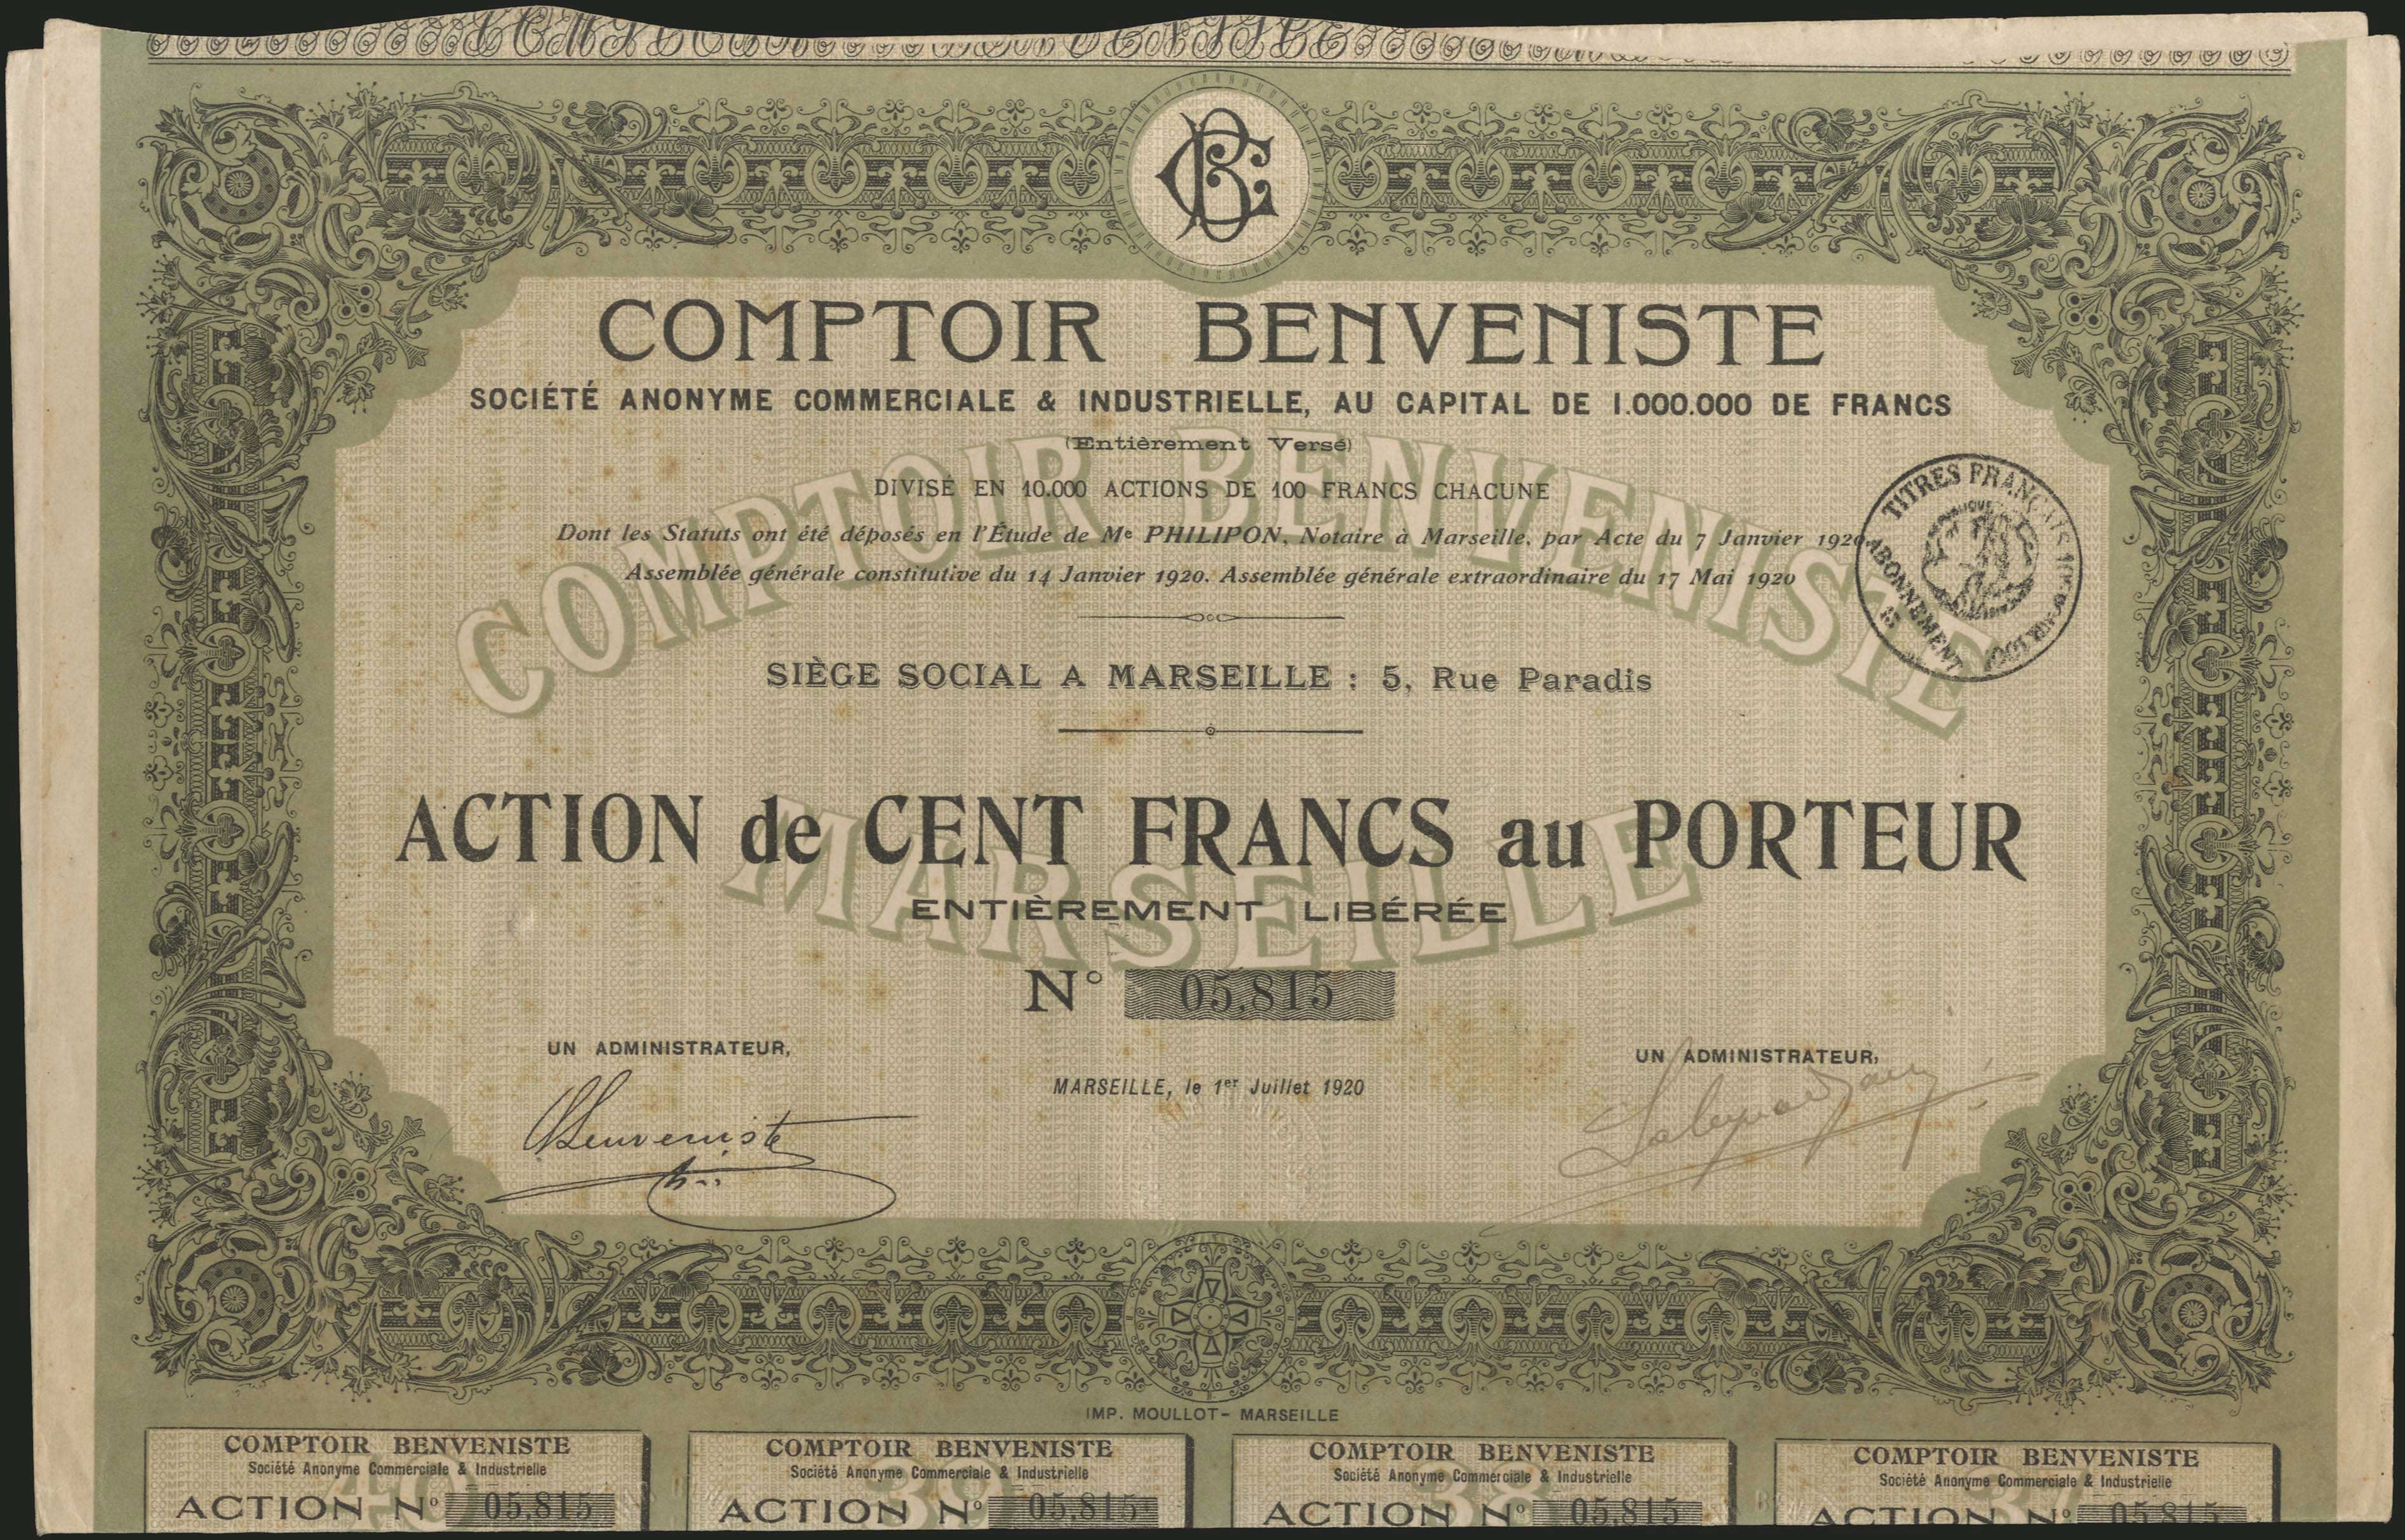 COMPTOIR BENVENISTE
SOCIÉTÉ ANONYME COMMERCIALE & INDUSTRIELLE, AU CAPITAL DE 1.000.000 DE FRANCS
(Entièrement Versé)
DIVISÉ EN 10.000 ACTIONS DE 100 FRANCS CHACUNE
Dont les Statuts ont été déposés en l'Étude de Me PHILIPON, Notaire à Marseille, par Acte du 7 Janvier 1920
Assemblée générale constitutive du 14 Janvier 1920. Assemblée générale extraordinaire du 17 Mai 1920
TITRES FRANÇAIS
ABONNEMENT
15
COMPTOIR BENVENISTE
MARSEILLE
SIÈGE SOCIAL A MARSEILLE : 5, Rue Paradis
ACTION de CENT FRANCS au PORTEUR
ENTIÈREMENT LIBÉRÉE
N° 05,815
UN ADMINISTRATEUR,
UN ADMINISTRATEUR,
MARSEILLE, le 1er Juillet 1920
Benveniste
IMP. MOULLOT - MARSEILLE
COMPTOIR BENVENISTE
Société Anonyme Commerciale & Industrielle
ACTION N° 05,815
40
COMPTOIR BENVENISTE
Société Anonyme Commerciale & Industrielle
ACTION N° 05,815
39
COMPTOIR BENVENISTE
Société Anonyme Commerciale & Industrielle
ACTION N° 05,815
38
COMPTOIR BENVENISTE
Société Anonyme Commerciale & Industrielle
ACTION N° 05,815